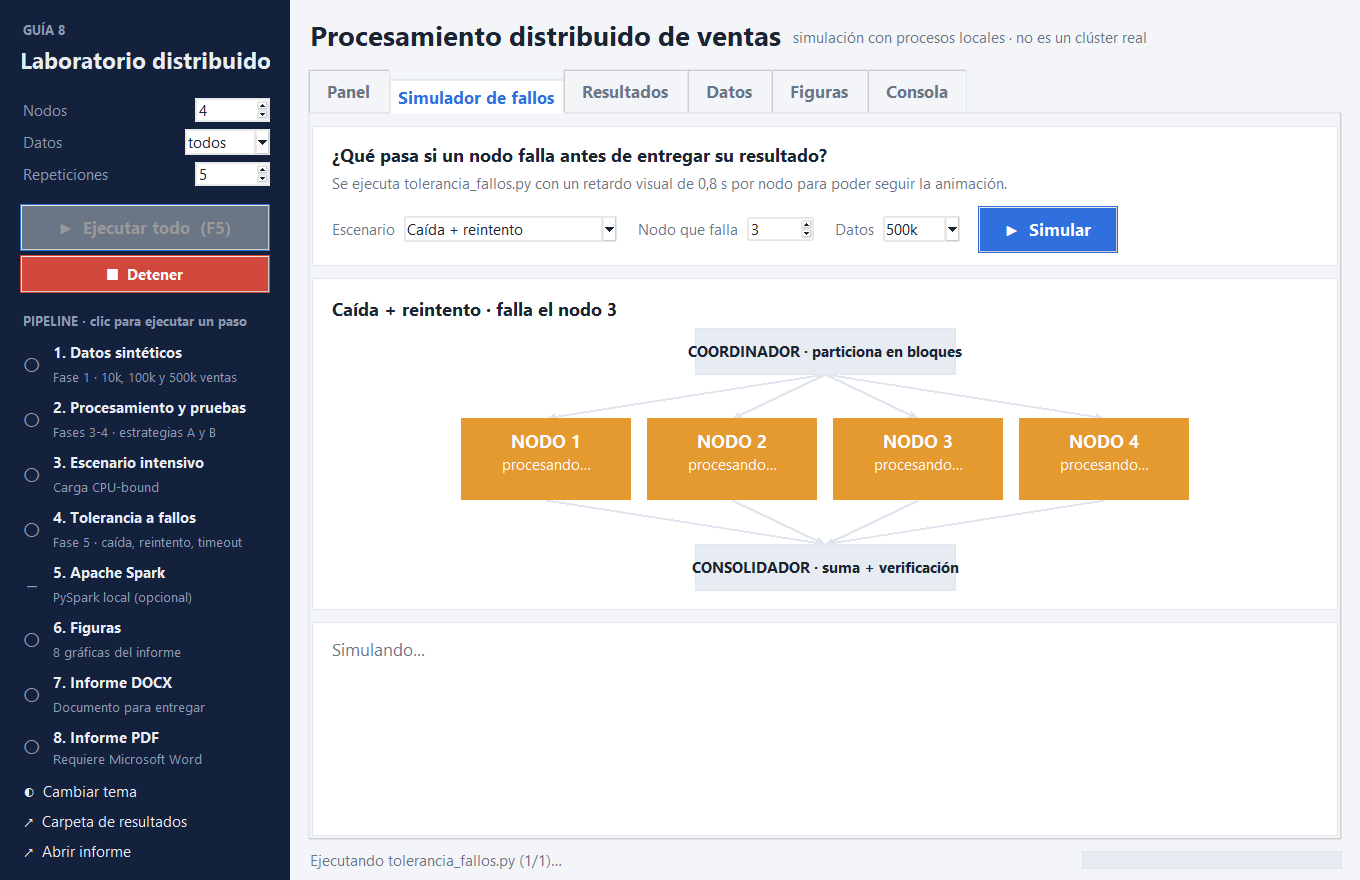 GUÍA 8
Laboratorio distribuido
Nodos 4
Datos todos
Repeticiones 5
► Ejecutar todo (F5)
■ Detener
PIPELINE · clic para ejecutar un paso
1. Datos sintéticos
Fase 1 · 10k, 100k y 500k ventas
2. Procesamiento y pruebas
Fases 3-4 · estrategias A y B
3. Escenario intensivo
Carga CPU-bound
4. Tolerancia a fallos
Fase 5 · caída, reintento, timeout
5. Apache Spark
PySpark local (opcional)
6. Figuras
8 gráficas del informe
7. Informe DOCX
Documento para entregar
8. Informe PDF
Requiere Microsoft Word
Cambiar tema
Carpeta de resultados
Abrir informe
Procesamiento distribuido de ventas simulación con procesos locales · no es un clúster real
Panel Simulador de fallos Resultados Datos Figuras Consola
¿Qué pasa si un nodo falla antes de entregar su resultado?
Se ejecuta tolerancia_fallos.py con un retardo visual de 0,8 s por nodo para poder seguir la animación.
Escenario Caída + reintento Nodo que falla 3 Datos 500k ► Simular
Caída + reintento · falla el nodo 3
COORDINADOR · particiona en bloques
NODO 1 NODO 2 NODO 3 NODO 4
procesando... procesando... procesando... procesando...
CONSOLIDADOR · suma + verificación
Simulando...
Ejecutando tolerancia_fallos.py (1/1)...